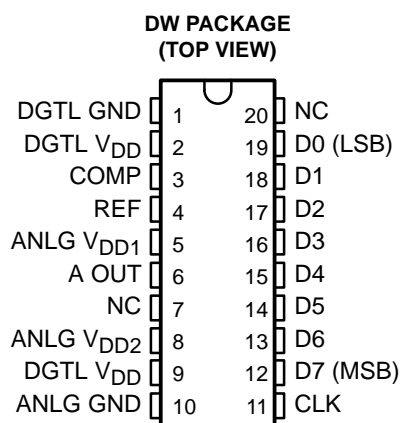 DW PACKAGE
(TOP VIEW)
DGTL GND 1 20 NC
DGTL VDD 2 19 D0 (LSB)
COMP 3 18 D1
REF 4 17 D2
ANLG VDD1 5 16 D3
A OUT 6 15 D4
NC 7 14 D5
ANLG VDD2 8 13 D6
DGTL VDD 9 12 D7 (MSB)
ANLG GND 10 11 CLK